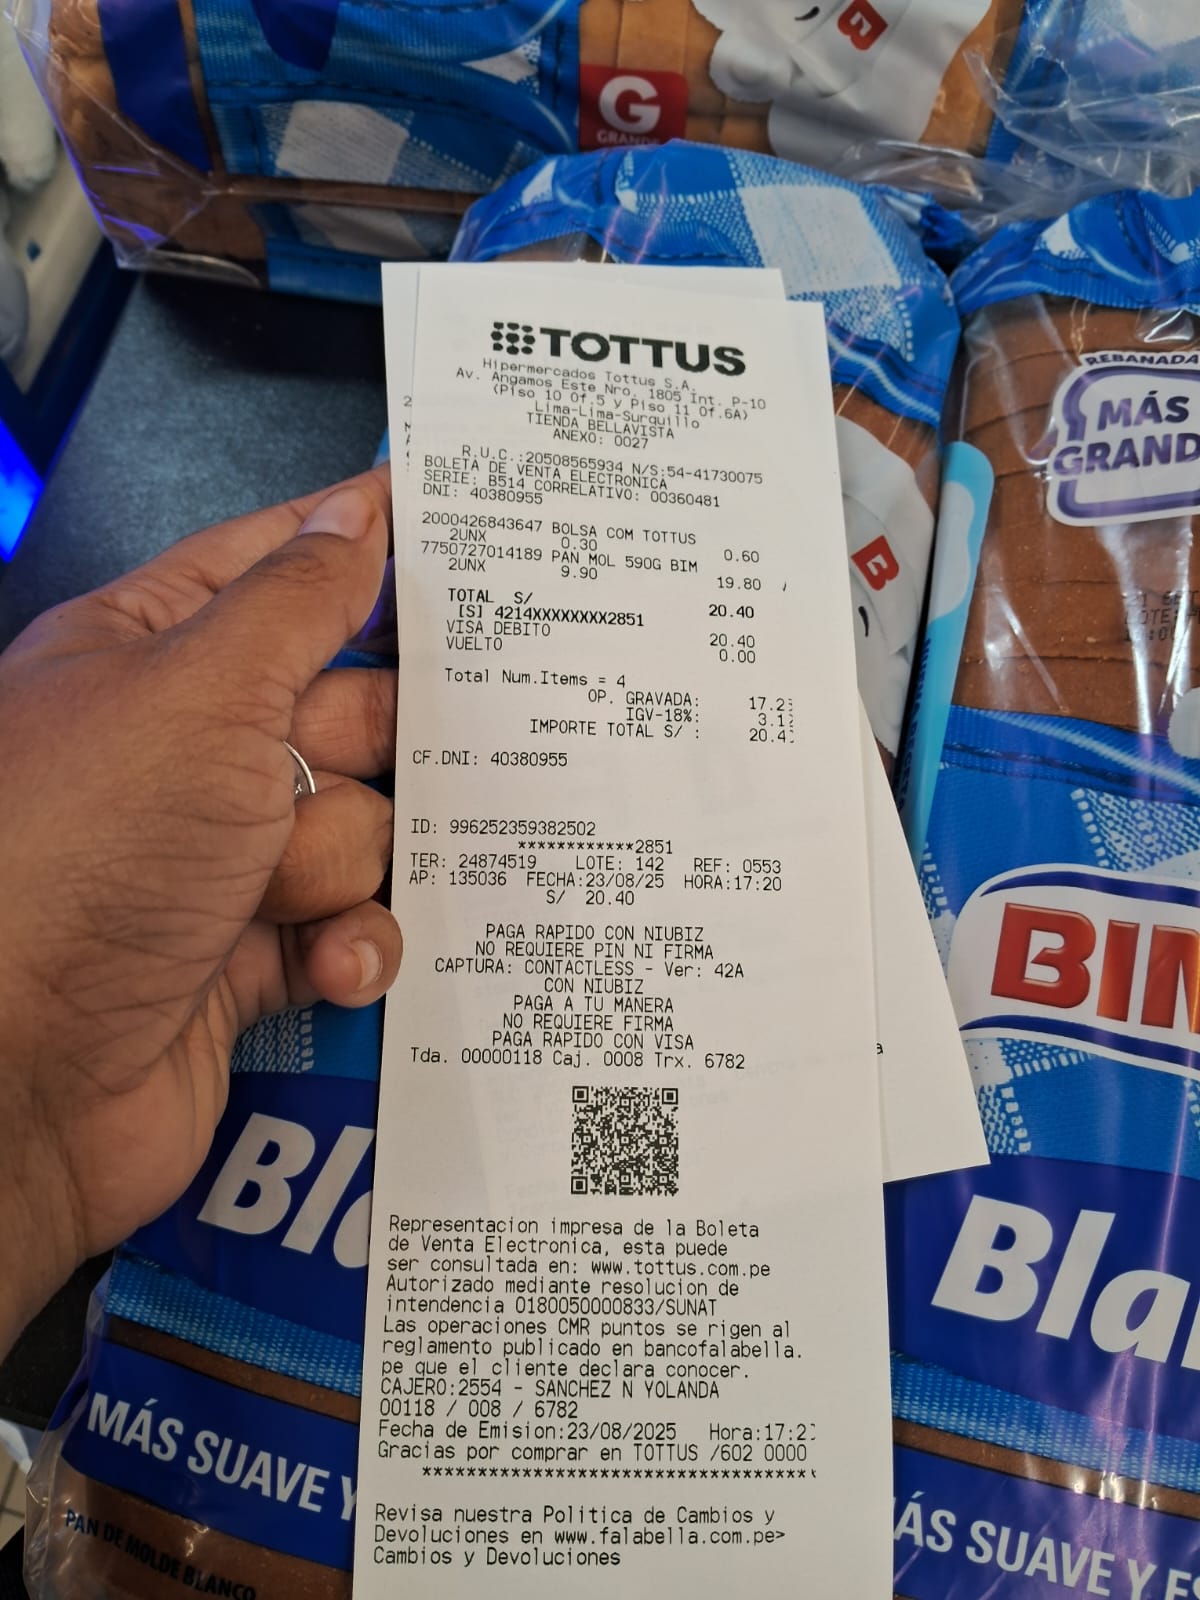 G
GRANDE
TOTTUS
Hipermercados Tottus S.A.
Av. Angamos Este Nro. 1805 Int. P-10
(Piso 10 Of.5 y Piso 11 Of.6A)
Lima-Lima-Surquillo
TIENDA BELLAVISTA
ANEXO: 0027
R.U.C.:20508565934 N/S:54-41730075
BOLETA DE VENTA ELECTRONICA
SERIE: B514 CORRELATIVO: 00360481
DNI: 40380955
2000426843647 BOLSA COM TOTTUS
2UNX 0.30 0.60
7750727014189 PAN MOL 590G BIM
2UNX 9.90 19.80
TOTAL S/ 20.40
[S] 4214XXXXXXXX2851
VISA DEBITO 20.40
VUELTO 0.00
Total Num.Items = 4
OP. GRAVADA: 17.2
IGV-18%: 3.1
IMPORTE TOTAL S/ : 20.4
CF.DNI: 40380955
ID: 996252359382502
************2851
TER: 24874519 LOTE: 142 REF: 0553
AP: 135036 FECHA:23/08/25 HORA:17:20
S/ 20.40
PAGA RAPIDO CON NIUBIZ
NO REQUIERE PIN NI FIRMA
CAPTURA: CONTACTLESS - Ver: 42A
CON NIUBIZ
PAGA A TU MANERA
NO REQUIERE FIRMA
PAGA RAPIDO CON VISA
Tda. 00000118 Caj. 0008 Trx. 6782
Representacion impresa de la Boleta
de Venta Electronica, esta puede
ser consultada en: www.tottus.com.pe
Autorizado mediante resolucion de
intendencia 0180050000833/SUNAT
Las operaciones CMR puntos se rigen al
reglamento publicado en bancofalabella.
pe que el cliente declara conocer.
CAJERO:2554 - SANCHEZ N YOLANDA
00118 / 008 / 6782
Fecha de Emision:23/08/2025 Hora:17:2
Gracias por comprar en TOTTUS /602 0000
*************************************
Revisa nuestra Politica de Cambios y
Devoluciones en www.falabella.com.pe>
Cambios y Devoluciones
REBANADA
MÁS
GRAND
BIM
Bla
ÁS SUAVE Y ES
Bla
MÁS SUAVE Y
PAN DE MOLDE BLANCO